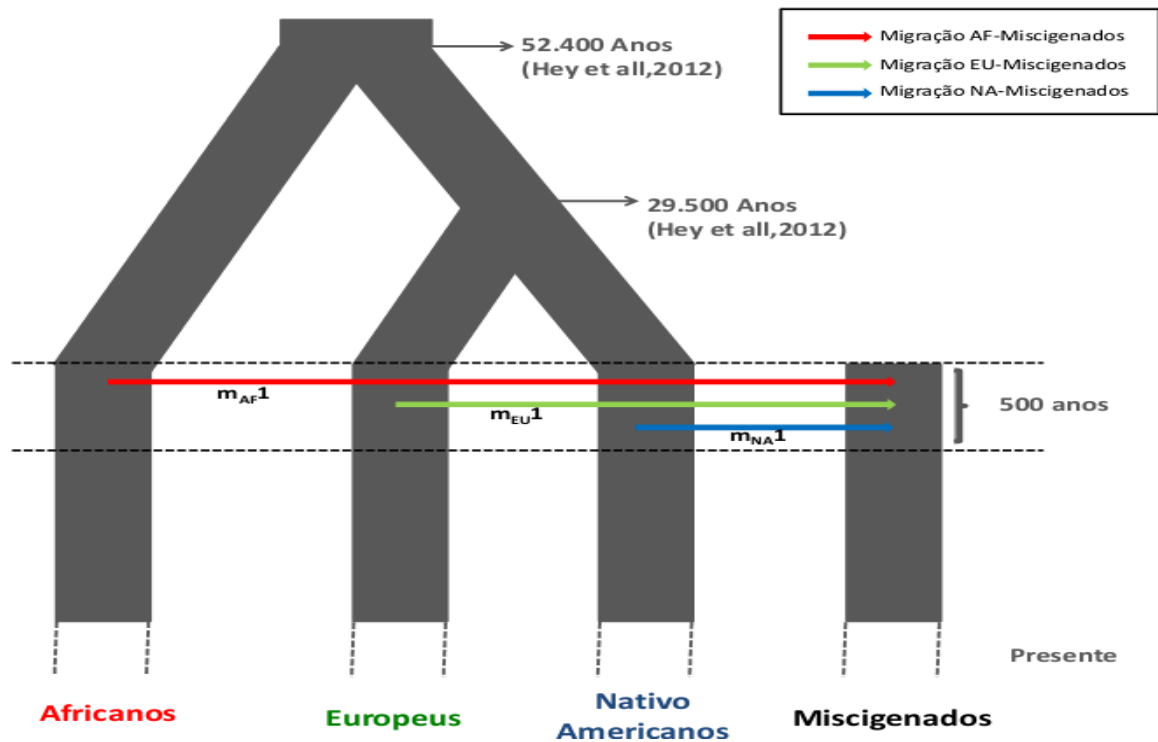 52.400 Anos
(Hey et all,2012)
Migração AF-Miscigenados
Migração EU-Miscigenados
Migração NA-Miscigenados
29.500 Anos
(Hey et all,2012)
mAF1
mEU1
mNA1
500 anos
Presente
Africanos
Europeus
Nativo
Americanos
Miscigenados